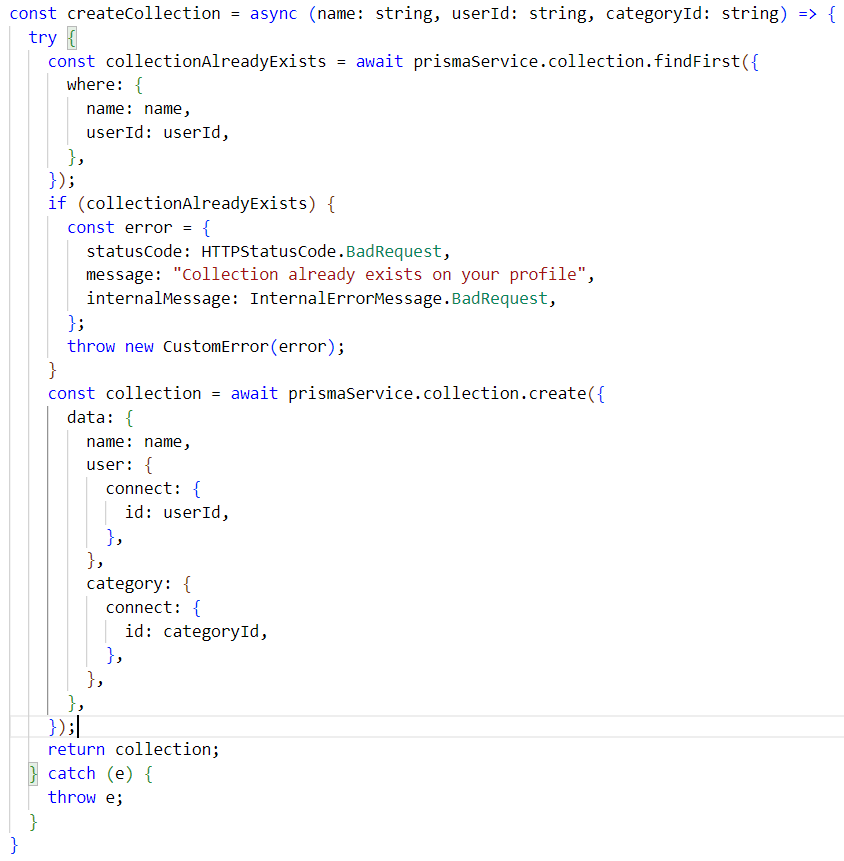 const createCollection = async (name: string, userId: string, categoryId: string) => {
  try {
    const collectionAlreadyExists = await prismaService.collection.findFirst({
      where: {
        name: name,
        userId: userId,
      },
    });
    if (collectionAlreadyExists) {
      const error = {
        statusCode: HTTPStatusCode.BadRequest,
        message: "Collection already exists on your profile",
        internalMessage: InternalErrorMessage.BadRequest,
      };
      throw new CustomError(error);
    }
    const collection = await prismaService.collection.create({
      data: {
        name: name,
        user: {
          connect: {
            id: userId,
          },
        },
        category: {
          connect: {
            id: categoryId,
          },
        },
      },
    });
    return collection;
  } catch (e) {
    throw e;
  }
}